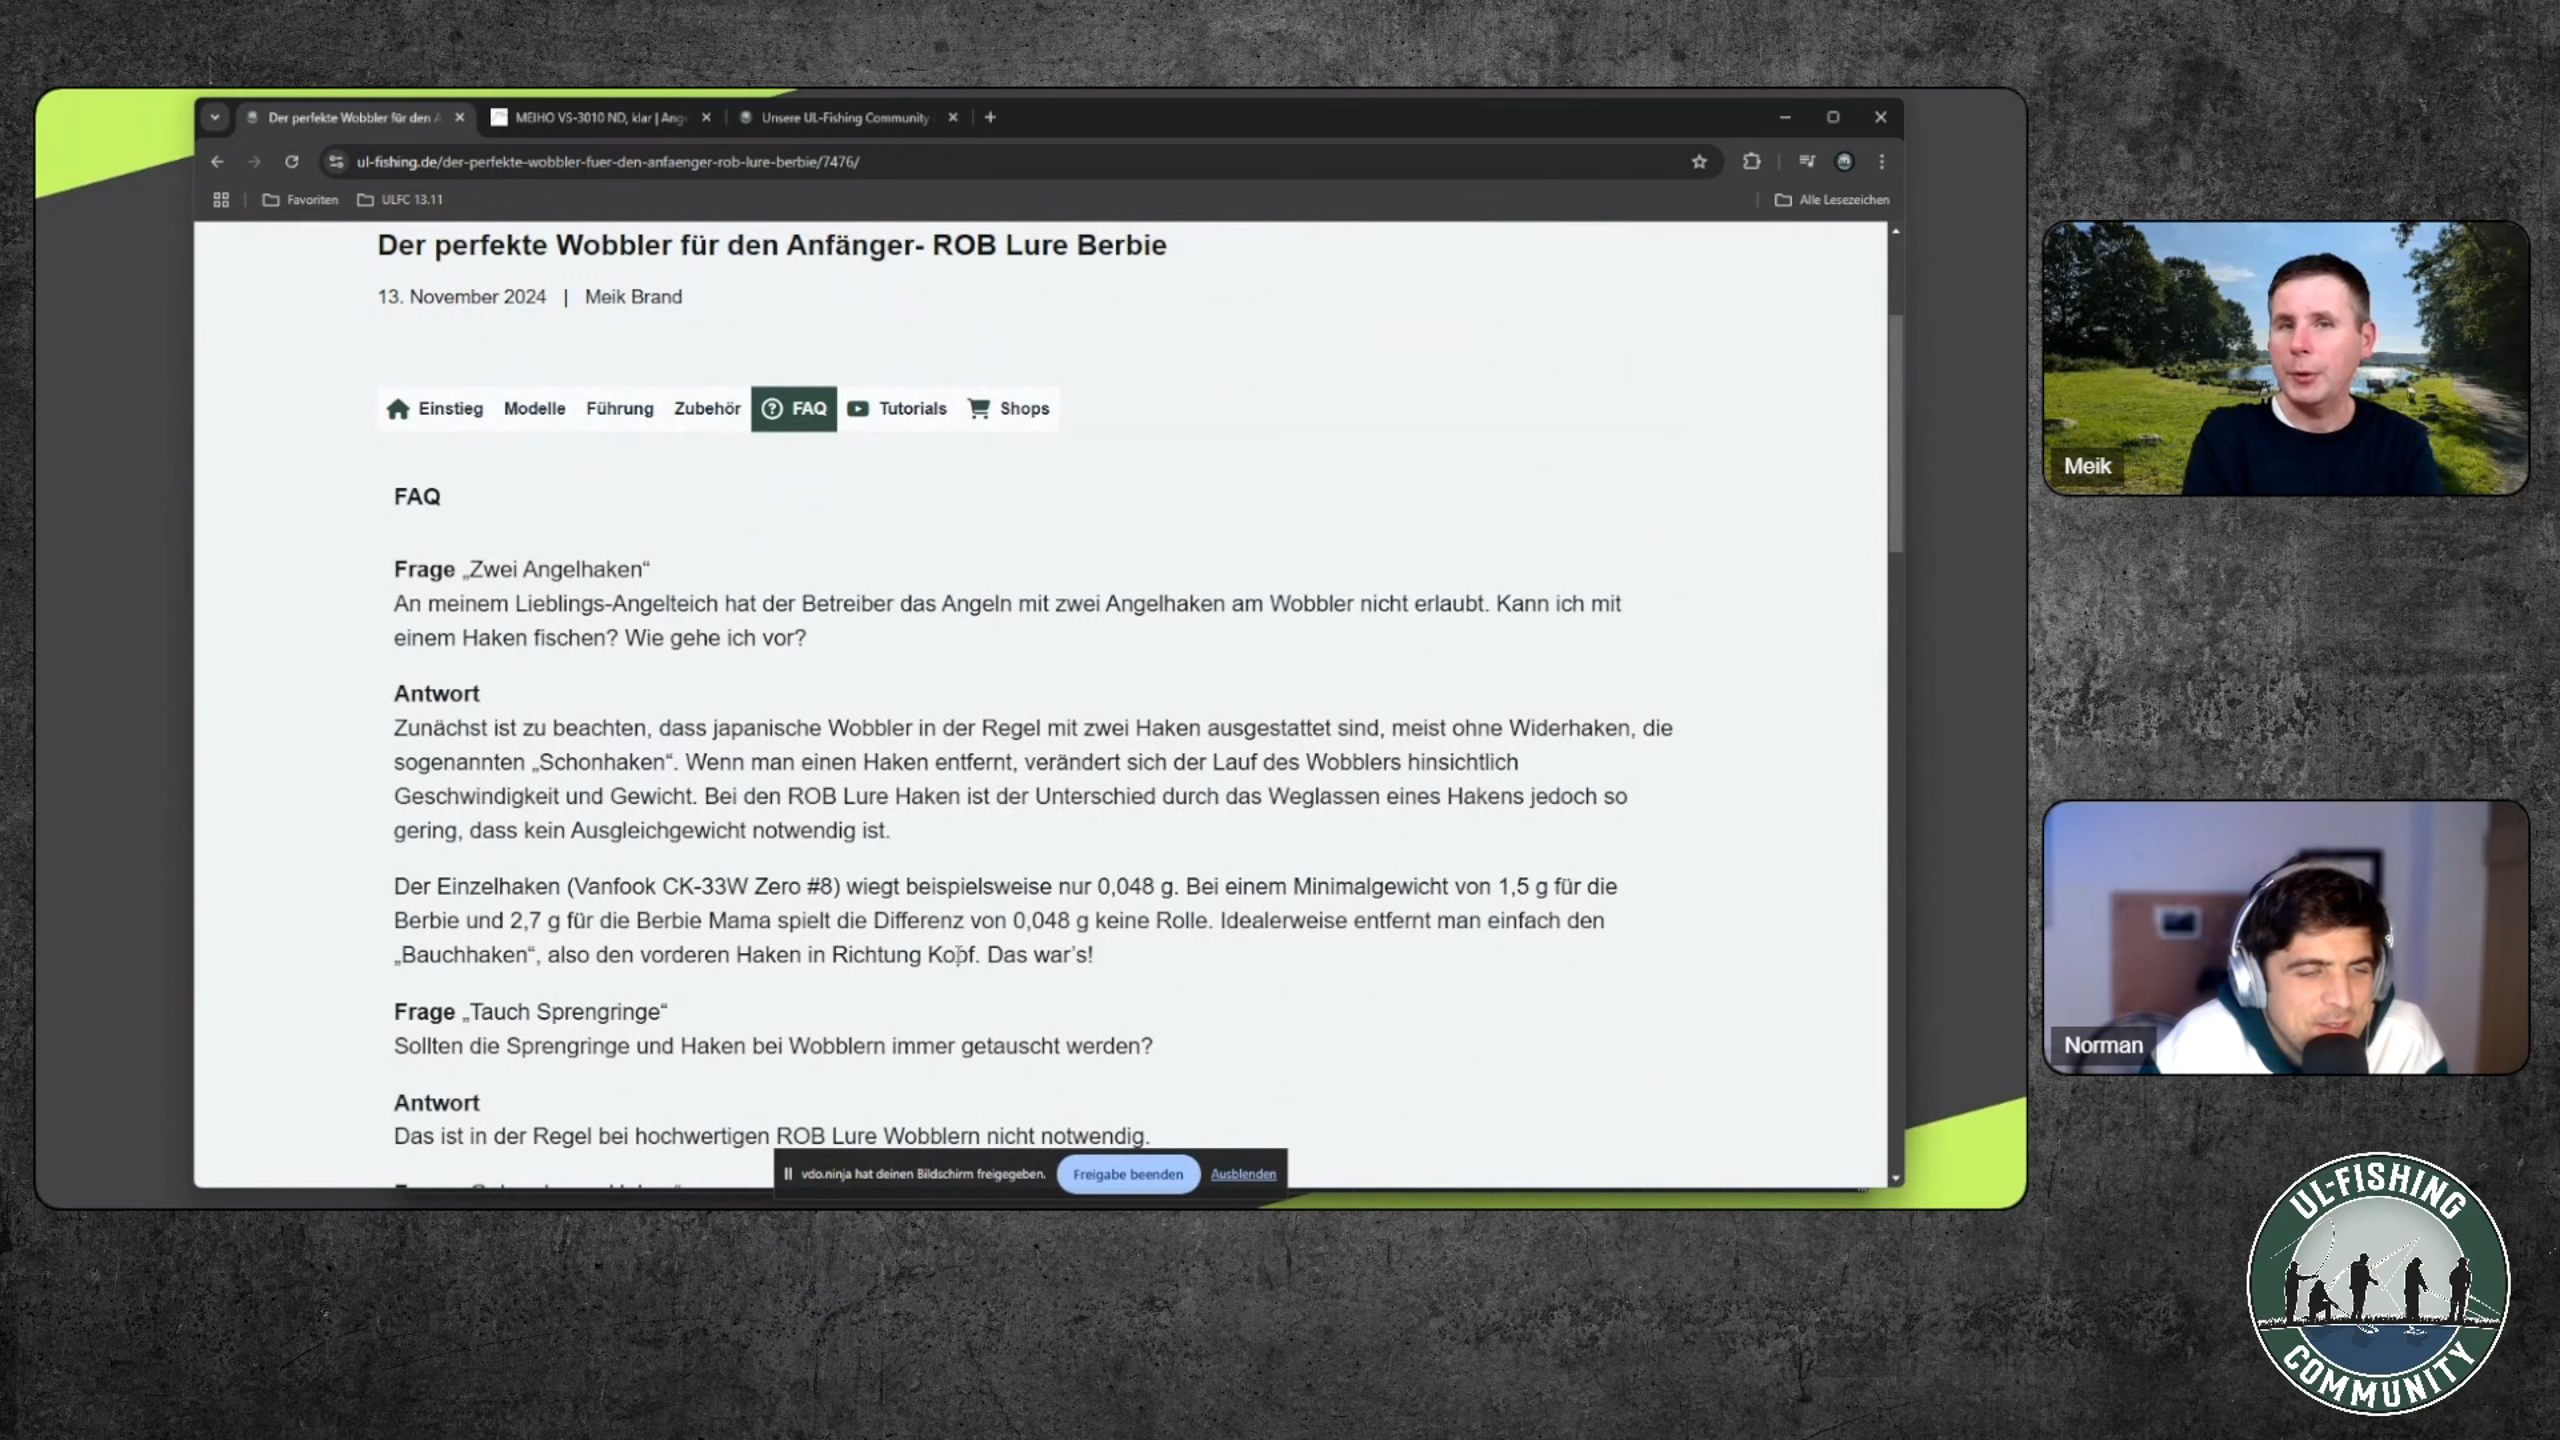 Der perfekte Wobbler für den A
MEIHO VS-3010 ND, klar | Ang
Unsere UL-Fishing Community
ul-fishing.de/der-perfekte-wobbler-fuer-den-anfaenger-rob-lure-berbie/7476/
Favoriten
ULFC 13.11
Alle Lesezeichen
Der perfekte Wobbler für den Anfänger- ROB Lure Berbie
13. November 2024 | Meik Brand
Einstieg Modelle Führung Zubehör FAQ Tutorials Shops
FAQ
Frage „Zwei Angelhaken“
An meinem Lieblings-Angelteich hat der Betreiber das Angeln mit zwei Angelhaken am Wobbler nicht erlaubt. Kann ich mit
einem Haken fischen? Wie gehe ich vor?
Antwort
Zunächst ist zu beachten, dass japanische Wobbler in der Regel mit zwei Haken ausgestattet sind, meist ohne Widerhaken, die
sogenannten „Schonhaken“. Wenn man einen Haken entfernt, verändert sich der Lauf des Wobblers hinsichtlich
Geschwindigkeit und Gewicht. Bei den ROB Lure Haken ist der Unterschied durch das Weglassen eines Hakens jedoch so
gering, dass kein Ausgleichgewicht notwendig ist.
Der Einzelhaken (Vanfook CK-33W Zero #8) wiegt beispielsweise nur 0,048 g. Bei einem Minimalgewicht von 1,5 g für die
Berbie und 2,7 g für die Berbie Mama spielt die Differenz von 0,048 g keine Rolle. Idealerweise entfernt man einfach den
„Bauchhaken“, also den vorderen Haken in Richtung Kopf. Das war’s!
Frage „Tauch Sprengringe“
Sollten die Sprengringe und Haken bei Wobblern immer getauscht werden?
Antwort
Das ist in der Regel bei hochwertigen ROB Lure Wobblern nicht notwendig.
vdo.ninja hat deinen Bildschirm freigegeben.
Freigabe beenden
Ausblenden
Meik
Norman
UL-FISHING
COMMUNITY